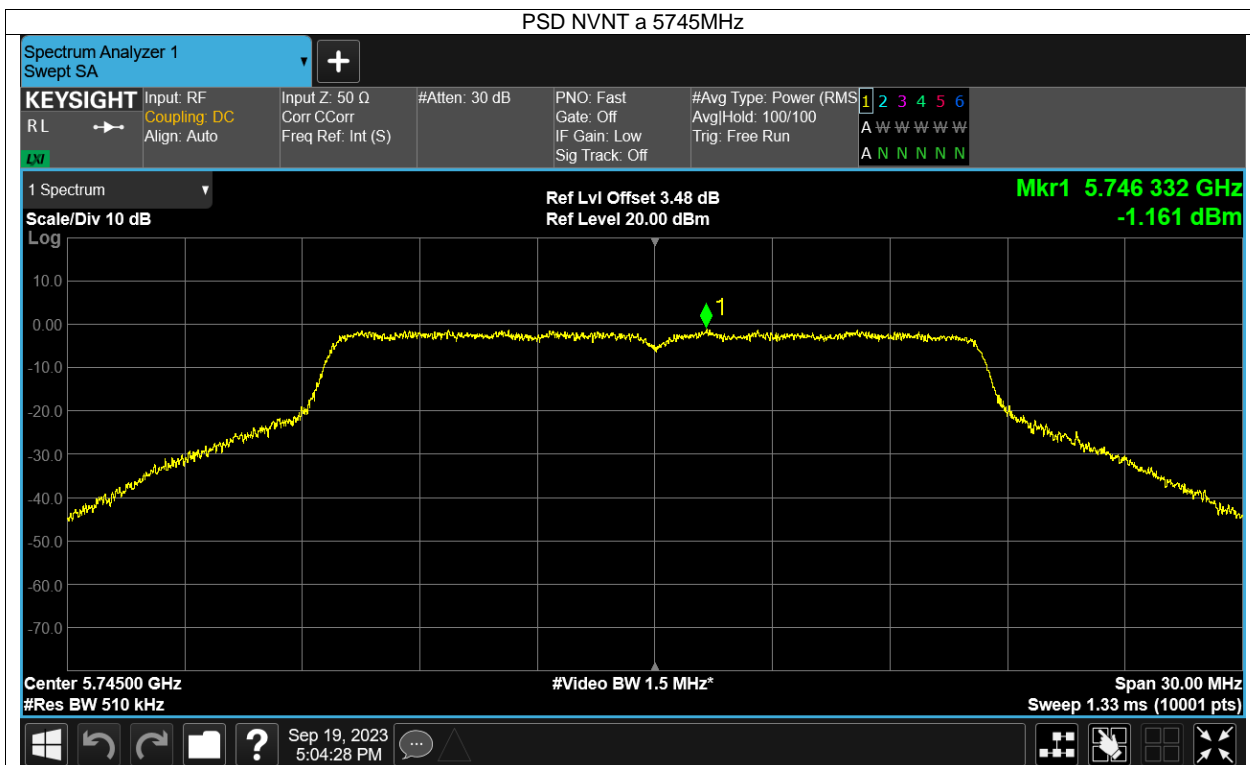 PSD NVNT a 5745MHz
Spectrum Analyzer 1
Swept SA
KEYSIGHT
R L
LXI
Input: RF
Coupling: DC
Align: Auto
Input Z: 50 Ω
Corr CCorr
Freq Ref: Int (S)
#Atten: 30 dB
PNO: Fast
Gate: Off
IF Gain: Low
Sig Track: Off
#Avg Type: Power (RMS
Avg|Hold: 100/100
Trig: Free Run
1 2 3 4 5 6
A W W W W W
A N N N N N
1 Spectrum
Scale/Div 10 dB
Ref Lvl Offset 3.48 dB
Ref Level 20.00 dBm
Mkr1 5.746 332 GHz
-1.161 dBm
Log
10.0
0.00
-10.0
-20.0
-30.0
-40.0
-50.0
-60.0
-70.0
1
Center 5.74500 GHz
#Video BW 1.5 MHz*
Span 30.00 MHz
#Res BW 510 kHz
Sweep 1.33 ms (10001 pts)
?
Sep 19, 2023
5:04:28 PM